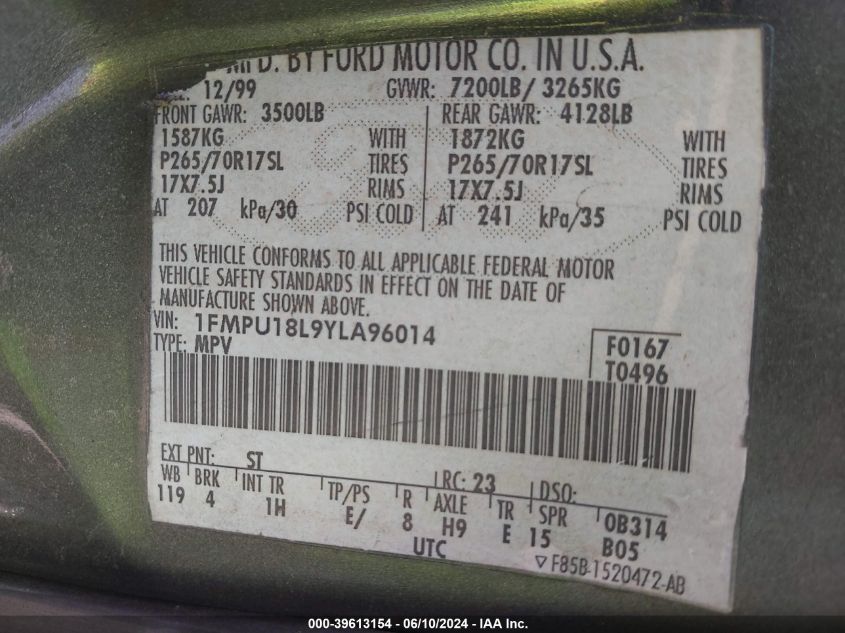 MFD. BY FORD MOTOR CO. IN U.S.A.
12/99 GVWR: 7200LB/ 3265KG
FRONT GAWR: 3500LB REAR GAWR: 4128LB
1587KG WITH 1872KG WITH
P265/70R17SL TIRES P265/70R17SL TIRES
17X7.5J RIMS 17X7.5J RIMS
AT 207 kPa/30 PSI COLD AT 241 kPa/35 PSI COLD
THIS VEHICLE CONFORMS TO ALL APPLICABLE FEDERAL MOTOR
VEHICLE SAFETY STANDARDS IN EFFECT ON THE DATE OF
MANUFACTURE SHOWN ABOVE.
VIN: 1FMPU18L9YLA96014
TYPE: MPV
F0167
T0496
EXT PNT: ST RC: 23 DSO:
WB BRK INT TR TP/PS R AXLE TR SPR 0B314
119 4 1H E/ 8 H9 E 15 B05
UTC
▽F85B-1520472-AB
000-39613154 - 06/10/2024 - IAA Inc.